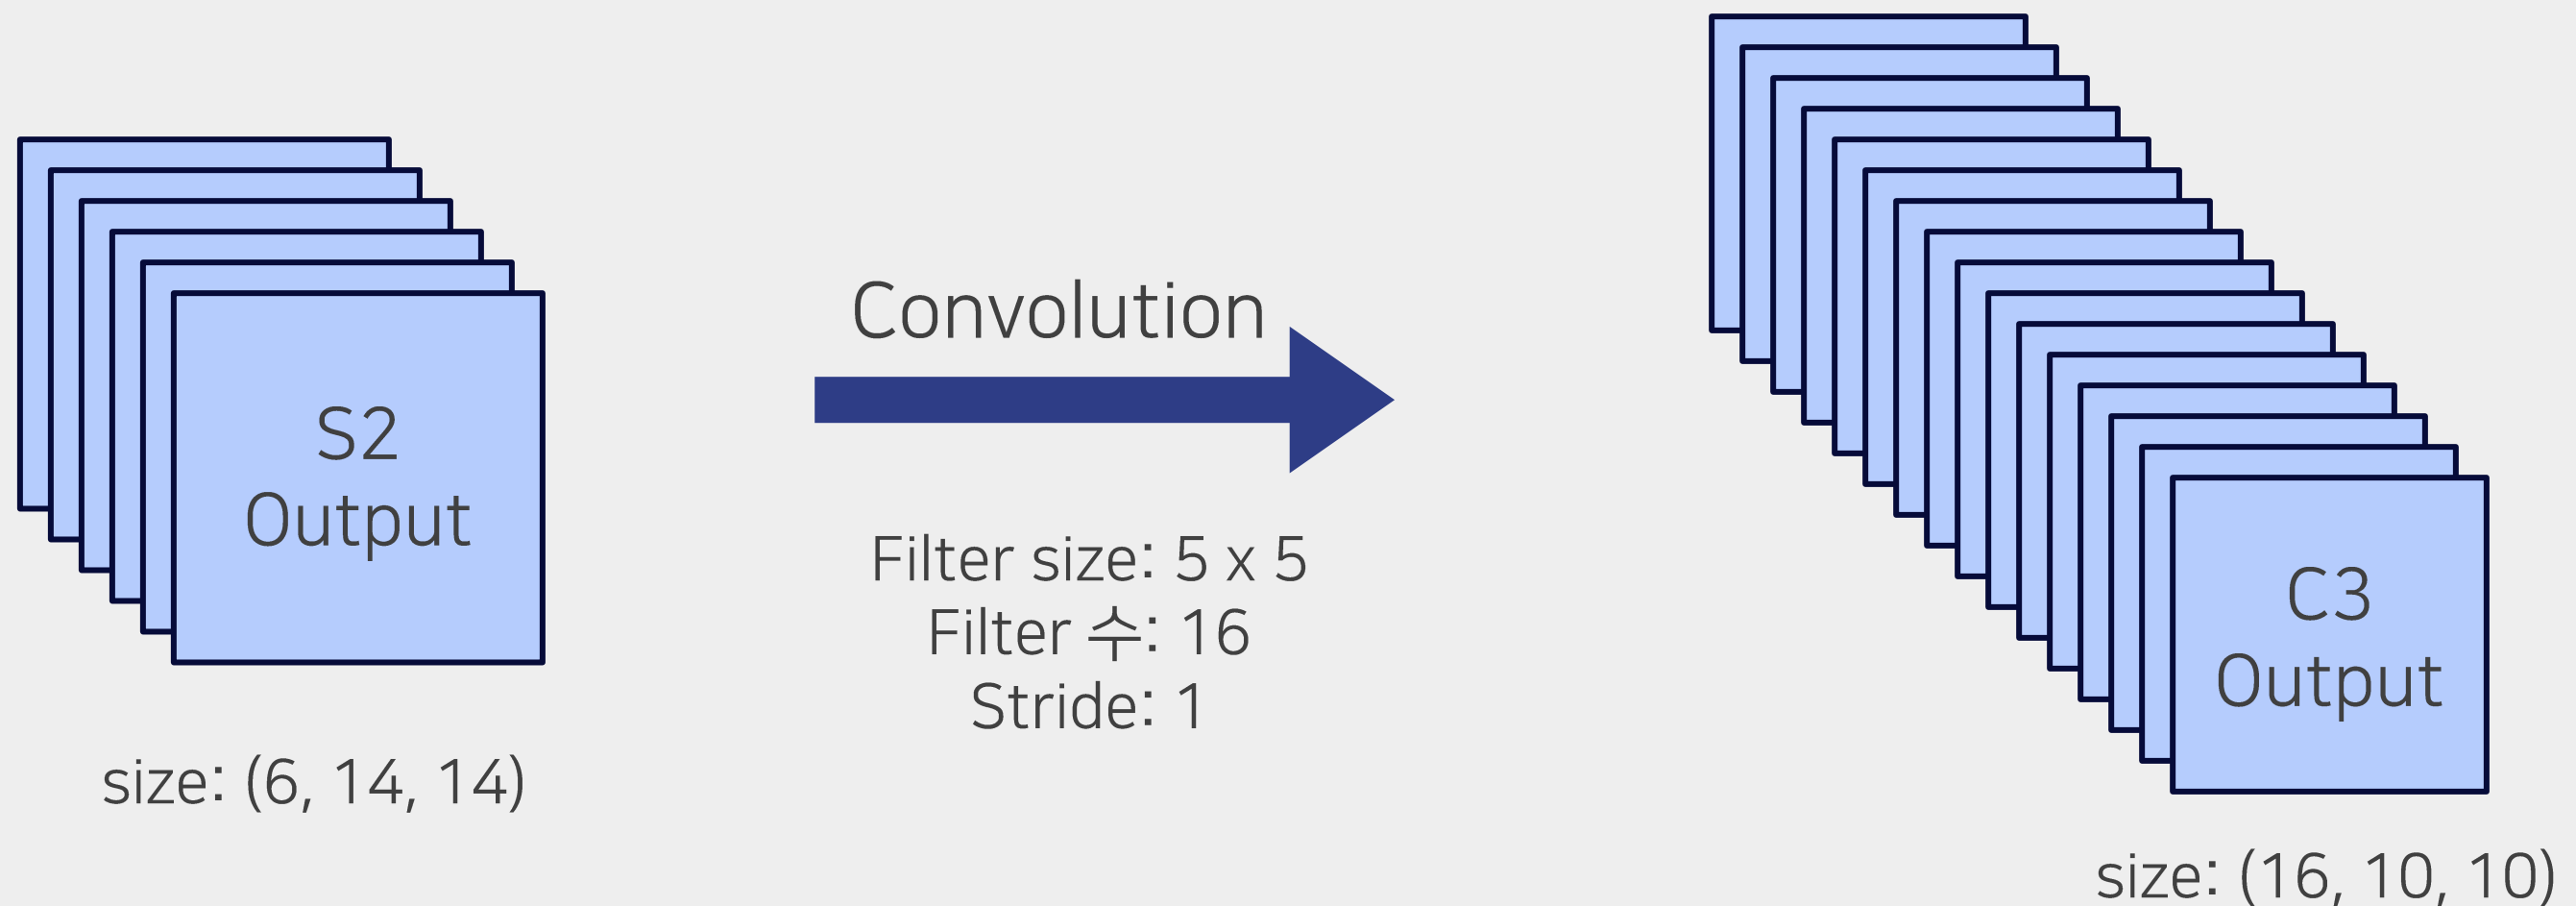 S2
Output
size: (6, 14, 14)
Convolution
Filter size: 5 x 5
Filter 수: 16
Stride: 1
C3
Output
size: (16, 10, 10)